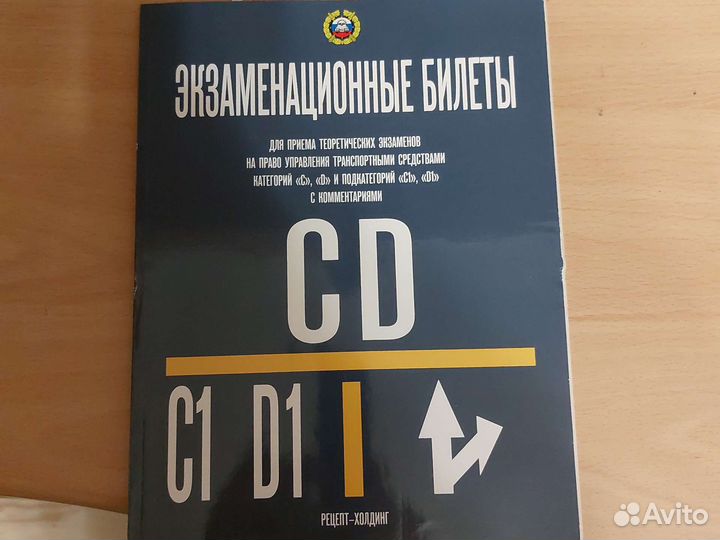 ЭКЗАМЕНАЦИОННЫЕ БИЛЕТЫ
ДЛЯ ПРИЕМА ТЕОРЕТИЧЕСКИХ ЭКЗАМЕНОВ
НА ПРАВО УПРАВЛЕНИЯ ТРАНСПОРТНЫМИ СРЕДСТВАМИ
КАТЕГОРИЙ «C», «D» И ПОДКАТЕГОРИЙ «C1», «D1»
С КОММЕНТАРИЯМИ
C D
C1 D1
РЕЦЕПТ-ХОЛДИНГ
Avito